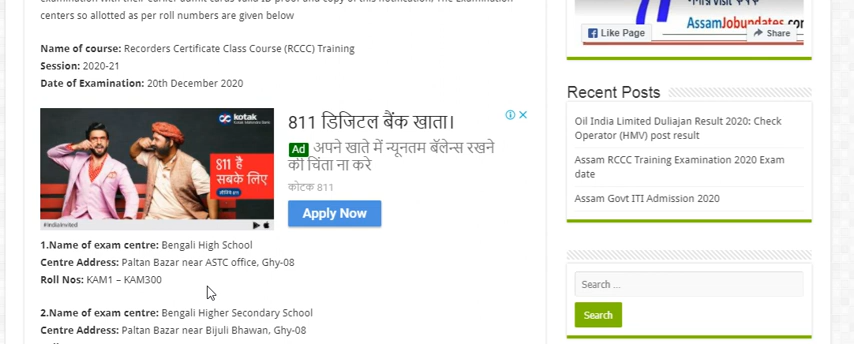 Examination with their earlier admit cards valid ID proof and copy of this notification, The Examination
centers so allotted as per roll numbers are given below
Name of course: Recorders Certificate Class Course (RCCC) Training
Session: 2020-21
Date of Examination: 20th December 2020
kotak
811 है
सबके लिए
#IndiaInvited
811 डिजिटल बैंक खाता।
Ad अपने खाते में न्यूनतम बॅलेन्स रखने
की चिंता ना करे
कोटक 811
Apply Now
1.Name of exam centre: Bengali High School
Centre Address: Paltan Bazar near ASTC office, Ghy-08
Roll Nos: KAM1 – KAM300
2.Name of exam centre: Bengali Higher Secondary School
Centre Address: Paltan Bazar near Bijuli Bhawan, Ghy-08
AssamJobupdates.com
Like Page
Share
Recent Posts
Oil India Limited Duliajan Result 2020: Check
Operator (HMV) post result
Assam RCCC Training Examination 2020 Exam
date
Assam Govt ITI Admission 2020
Search ...
Search